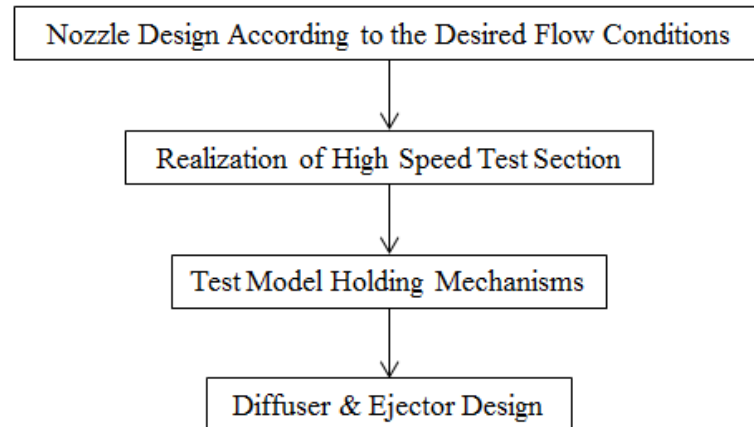 Nozzle Design According to the Desired Flow Conditions
Realization of High Speed Test Section
Test Model Holding Mechanisms
Diffuser & Ejector Design